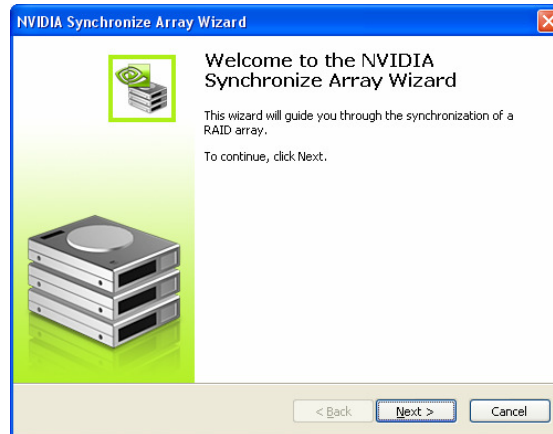 NVIDIA Synchronize Array Wizard
Welcome to the NVIDIA
Synchronize Array Wizard
This wizard will guide you through the synchronization of a
RAID array.
To continue, click Next.
< Back
Next >
Cancel